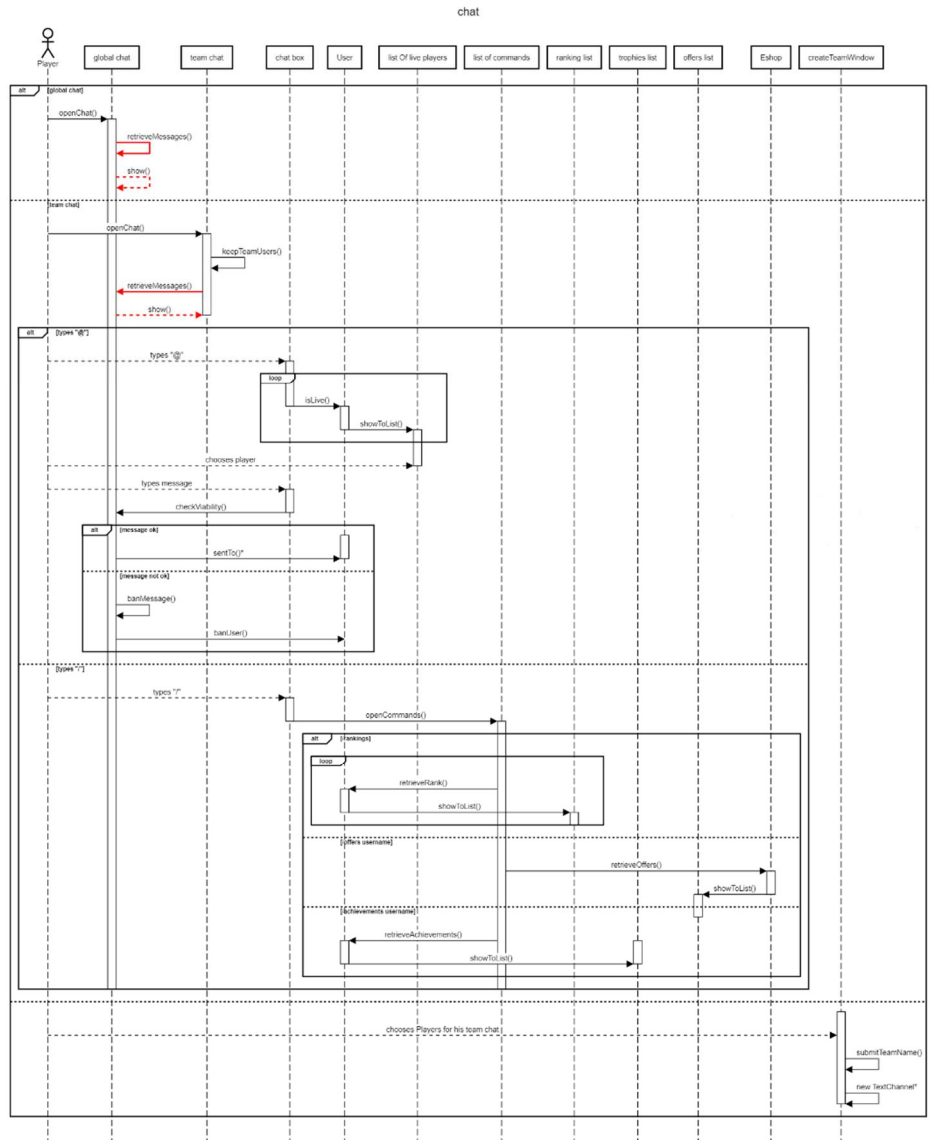 chat
Player
global chat
team chat
chat box
User
list Of live players
list of commands
ranking list
trophies list
offers list
Eshop
createTeamWindow
alt
[global chat]
openChat()
retrieveMessages()
show()
[team chat]
openChat()
keepTeamUsers()
retrieveMessages()
show()
alt
[types "@"]
types "@"
loop
isLive()
showToList()
chooses player
types message
checkViability()
alt
[message ok]
sentTo()*
[message not ok]
banMessage()
banUser()
[types "/"]
types "/"
openCommands()
alt
[/rankings]
loop
retrieveRank()
showToList()
[/offers username]
retrieveOffers()
showToList()
[/achievements username]
retrieveAchievements()
showToList()
chooses Players for his team chat
submitTeamName()
new TextChannel*